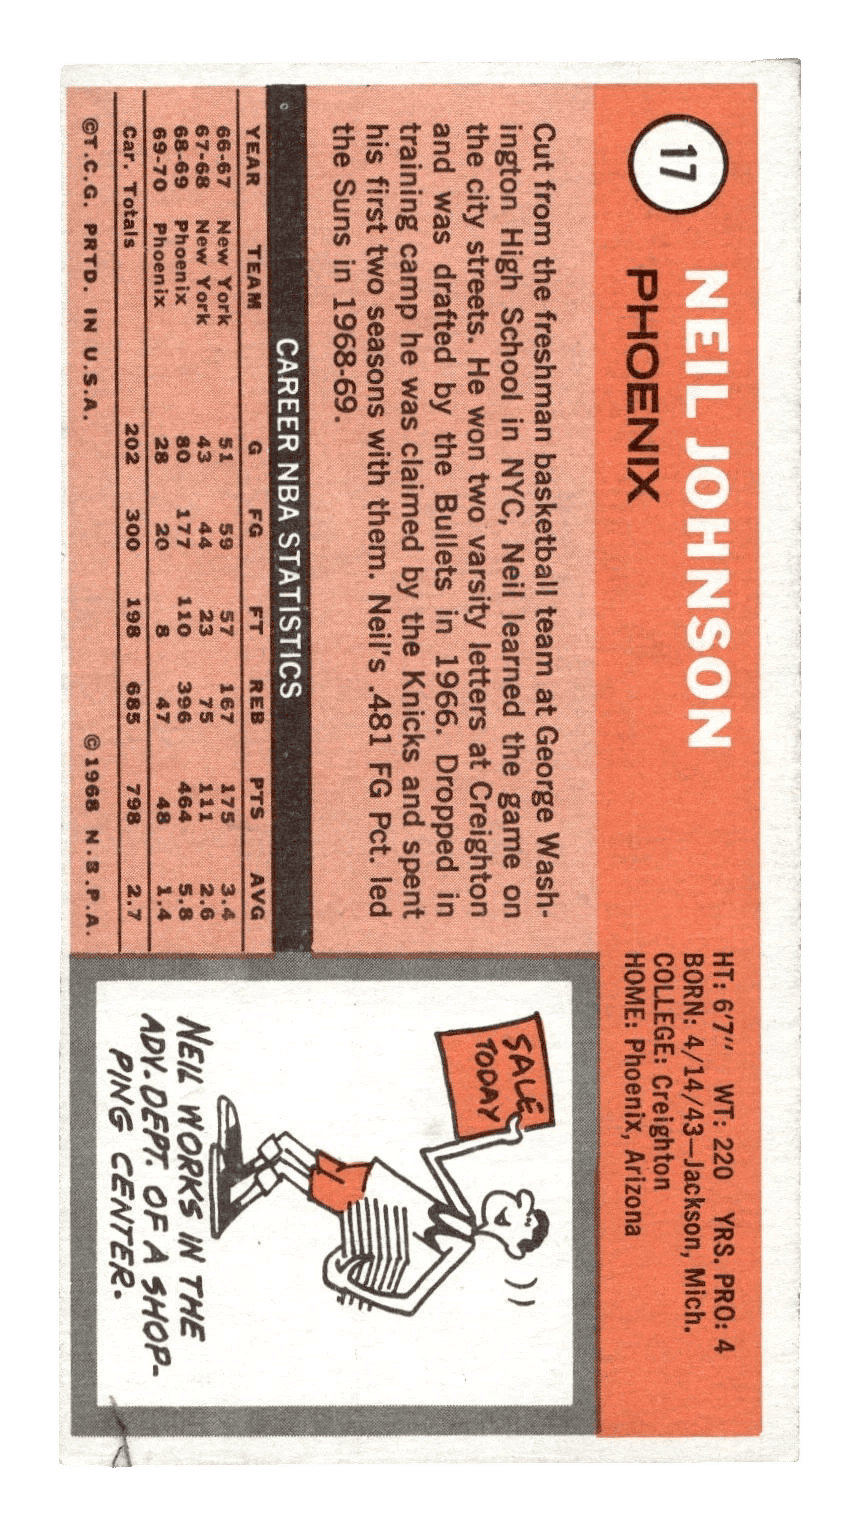 17
NEIL JOHNSON
PHOENIX
HT: 6'7" WT: 220 YRS. PRO: 4
BORN: 4/14/43—Jackson, Mich.
COLLEGE: Creighton
HOME: Phoenix, Arizona
Cut from the freshman basketball team at George Wash-
ington High School in NYC, Neil learned the game on
the city streets. He won two varsity letters at Creighton
and was drafted by the Bullets in 1966. Dropped in
training camp he was claimed by the Knicks and spent
his first two seasons with them. Neil's .481 FG Pct. led
the Suns in 1968-69.
CAREER NBA STATISTICS
YEAR TEAM G FG FT REB PTS AVG
66-67 New York 51 59 57 167 175 3.4
67-68 New York 43 44 23 75 111 2.6
68-69 Phoenix 80 177 110 396 464 5.8
69-70 Phoenix 28 20 8 47 48 1.4
Car. Totals 202 300 198 685 798 2.7
©T.C.G. PRTD. IN U.S.A. ©1968 N.B.P.A.
SALE
TODAY
NEIL WORKS IN THE
ADV. DEPT. OF A SHOP-
PING CENTER.